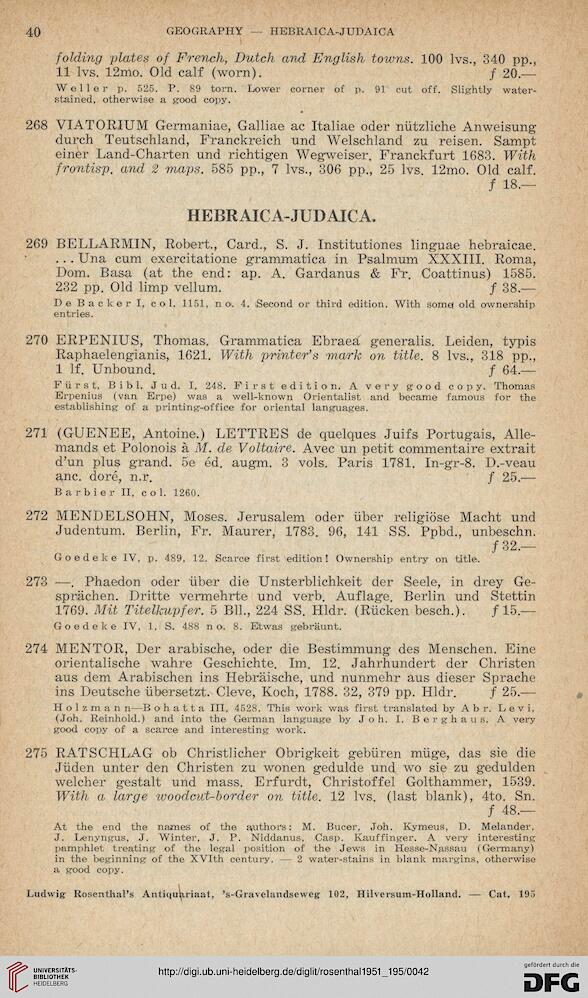 40 GEOGRAPHY — HEBRAICA-JUDAICA
folding plates of French, Dutch and English towns. 100 lvs., 340 pp.,
11 lvs. 12mo. Old calf (worn). f 20.—
Weller p. 525. P. 89 torn. Lower corner of p. 91 cut off. Slightly water-
stained, otherwise a good copy.
268 VIATORIUM Germaniae, Galliae ac Italiae oder nützliche Anweisung
durch Teutschland, Franckreich und Welschland zu reisen. Sampt
einer Land-Charten und richtigen Wegweiser. Franckfurt 1683. With
frontisp. and 2 maps. 585 pp., 7 lvs., 306 pp., 25 lvs. 12mo. Old calf.
f 18.—
HEBRAICA-JUDAICA.
269 BELLARMIN, Robert., Card., S. J. Institutiones linguae hebraicae.
... Una cum exercitatione grammatica in Psalmum XXXIII. Roma,
Dom. Basa (at the end: ap. A. Gardanus & Fr. Coattinus) 1585.
232 pp. Old limp vellum. f 38.—
De Backer I, col. 1151, no. 4. Second or third edition. With some old ownership
entries.
270 ERPENIUS, Thomas. Grammatica Ebraea generalis. Leiden, typis
Raphaelengianis, 1621. With printer's mark on title. 8 lvs., 318 pp.,
1 lf. Unbound. f 64.—
Fürst, Bibl. Jud. I, 248. First edition. A very good copy. Thomas
Erpenius (van Erpe) was a well-known Orientalist and became famous for the
establishing of a printing-office for oriental languages.
271 (GUENEE, Antoine.) LETTRES de quelques Juifs Portugais, Alle-
mands et Polonois à M. de Voltaire. Avec un petit commentaire extrait
d'un plus grand. 5e éd. augm. 3 vols. Paris 1781. In-gr-8. D.-veau
anc. doré, n.r. f 25.—
Barbier II, col. 1260.
272 MENDELSOHN, Moses. Jerusalem oder über religiöse Macht und
Judentum. Berlin, Fr. Maurer, 1783. 96, 141 SS. Ppbd., unbeschn.
f 32.—
Goedeke IV, p. 489, 12. Scarce first edition! Ownership entry on title.
273 —. Phaedon oder über die Unsterblichkeit der Seele, in drey Ge-
sprächen. Dritte vermehrte und verb. Auflage. Berlin und Stettin
1769. Mit Titelkupfer. 5 Bll., 224 SS. Hldr. (Rücken besch.). f 15.—
Goedeke IV, 1, S. 488 no. 8. Etwas gebräunt.
274 MENTOR, Der arabische, oder die Bestimmung des Menschen. Eine
orientalische wahre Geschichte. Im. 12. Jahrhundert der Christen
aus dem Arabischen ins Hebräische, und nunmehr aus dieser Sprache
ins Deutsche übersetzt. Cleve, Koch, 1788. 32, 379 pp. Hldr. f 25.—
Holzmann—Bohatta III, 4528. This work was first translated by Abr. Levi,
(Joh. Reinhold.) and into the German language by Joh. I. Berghaus. A very
good copy of a scarce and interesting work.
275 RATSCHLAG ob Christlicher Obrigkeit gebüren müge, das sie die
Jüden unter den Christen zu wonen gedulde und wo sie zu gedulden
welcher gestalt und mass. Erfurdt, Christoffel Golthammer, 1539.
With a large woodcut-border on title. 12 lvs. (last blank), 4to. Sn.
f 48.—
At the end the names of the authors: M. Bucer, Joh. Kymeus, D. Melander,
J. Lenyngus, J. Winter, J. P. Niddanus, Casp. Kauffinger. A very interesting
pamphlet treating of the legal position of the Jews in Hesse-Nassau (Germany)
in the beginning of the XVIth century. — 2 water-stains in blank margins, otherwise
a good copy.
Ludwig Rosenthal's Antiquariaat, 's-Gravelandseweg 102, Hilversum-Holland. — Cat. 195
UNIVERSITÄTS-
BIBLIOTHEK
HEIDELBERG
http://digi.ub.uni-heidelberg.de/diglit/rosenthal1951_195/0042
gefördert durch die
DFG